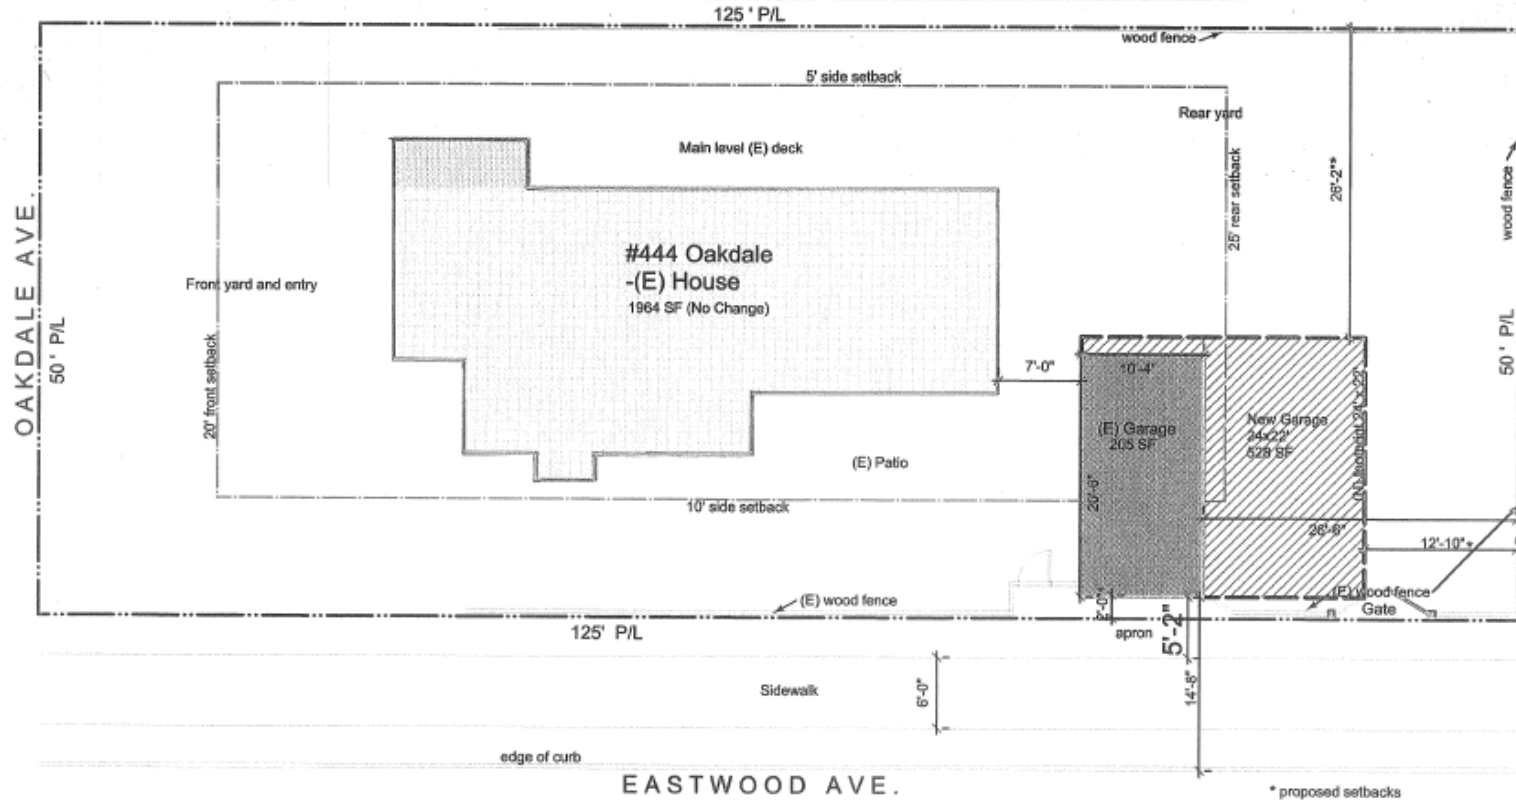 125 ' P/L
wood fence
5' side setback
Rear yard
Main level (E) deck
26'-2"*
wood fence
25' rear setback
OAKDALE AVE.
50 ' P/L
#444 Oakdale
-(E) House
1964 SF (No Change)
Front yard and entry
20' front setback
50 ' P/L
7'-0"
10'-4'
(E) Garage
205 SF
New Garage
24x22'
528 SF
20'-6"
(E) Patio
10' side setback
26'-6"
12'-10"*
(E) wood fence
Gate
(E) wood fence
2'-0"
apron
5'-2"
125' P/L
Sidewalk
6'-0"
14'-8"
edge of curb
EASTWOOD AVE.
* proposed setbacks